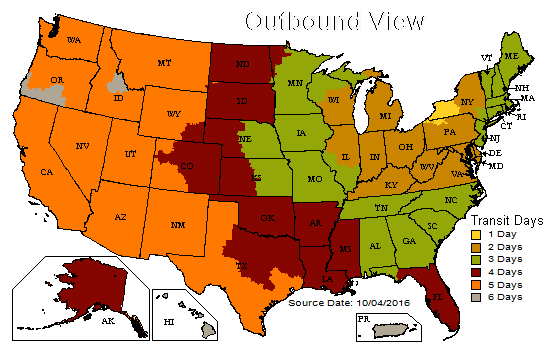 Outbound View
WA
MT
ND
MN
VT
ME
OR
ID
SD
WI
NY
NH
MA
WY
MI
RI
CT
NV
UT
NE
IA
PA
NJ
IL
IN
OH
DE
CA
CO
KS
MO
WV
VA
MD
KY
NC
TN
AZ
NM
OK
AR
SC
TX
LA
MS
AL
GA
FL
Transit Days
1 Day
2 Days
3 Days
4 Days
5 Days
6 Days
Source Date: 10/04/2016
AK
HI
PR